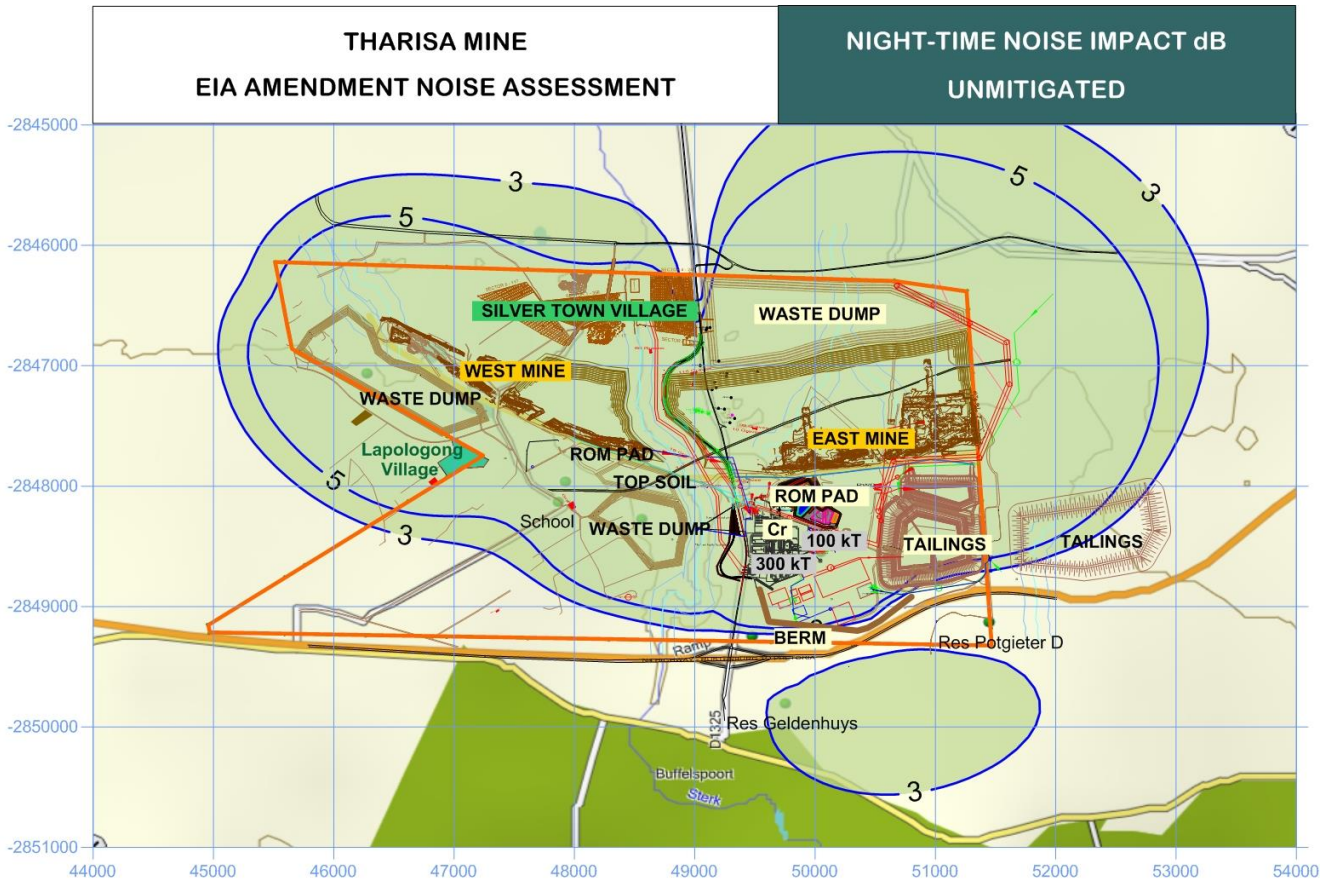 THARISA MINE
EIA AMENDMENT NOISE ASSESSMENT
NIGHT-TIME NOISE IMPACT dB
UNMITIGATED
-2845000
3
5
3
5
-2846000
SILVER TOWN VILLAGE
WASTE DUMP
-2847000
WEST MINE
WASTE DUMP
EAST MINE
Lapologong
Village
ROM PAD
5
TOP SOIL
-2848000
ROM PAD
School
WASTE DUMP
Cr
100 kT
3
TAILINGS
TAILINGS
300 kT
-2849000
BERM
Ramp
Res Potgieter D
D1325
Res Geldenhuys
-2850000
Buffelspoort
Sterk
3
-2851000
44000
45000
46000
47000
48000
49000
50000
51000
52000
53000
54000